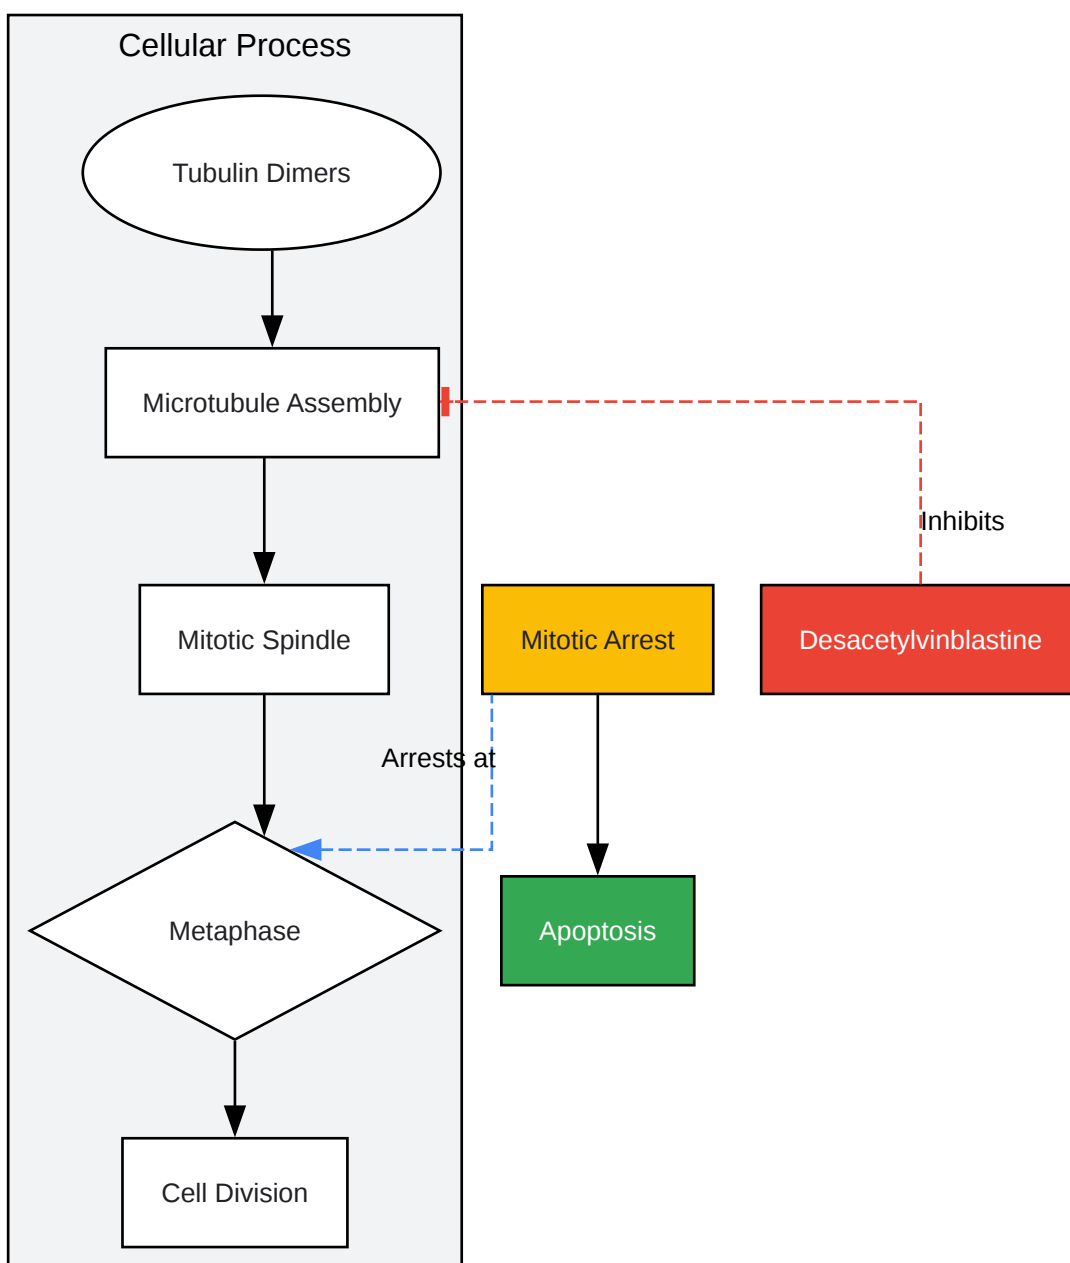 Cellular Process
Tubulin Dimers
Microtubule Assembly
Inhibits
Mitotic Spindle
Mitotic Arrest
Desacetylvinblastine
Arrests at
Metaphase
Apoptosis
Cell Division